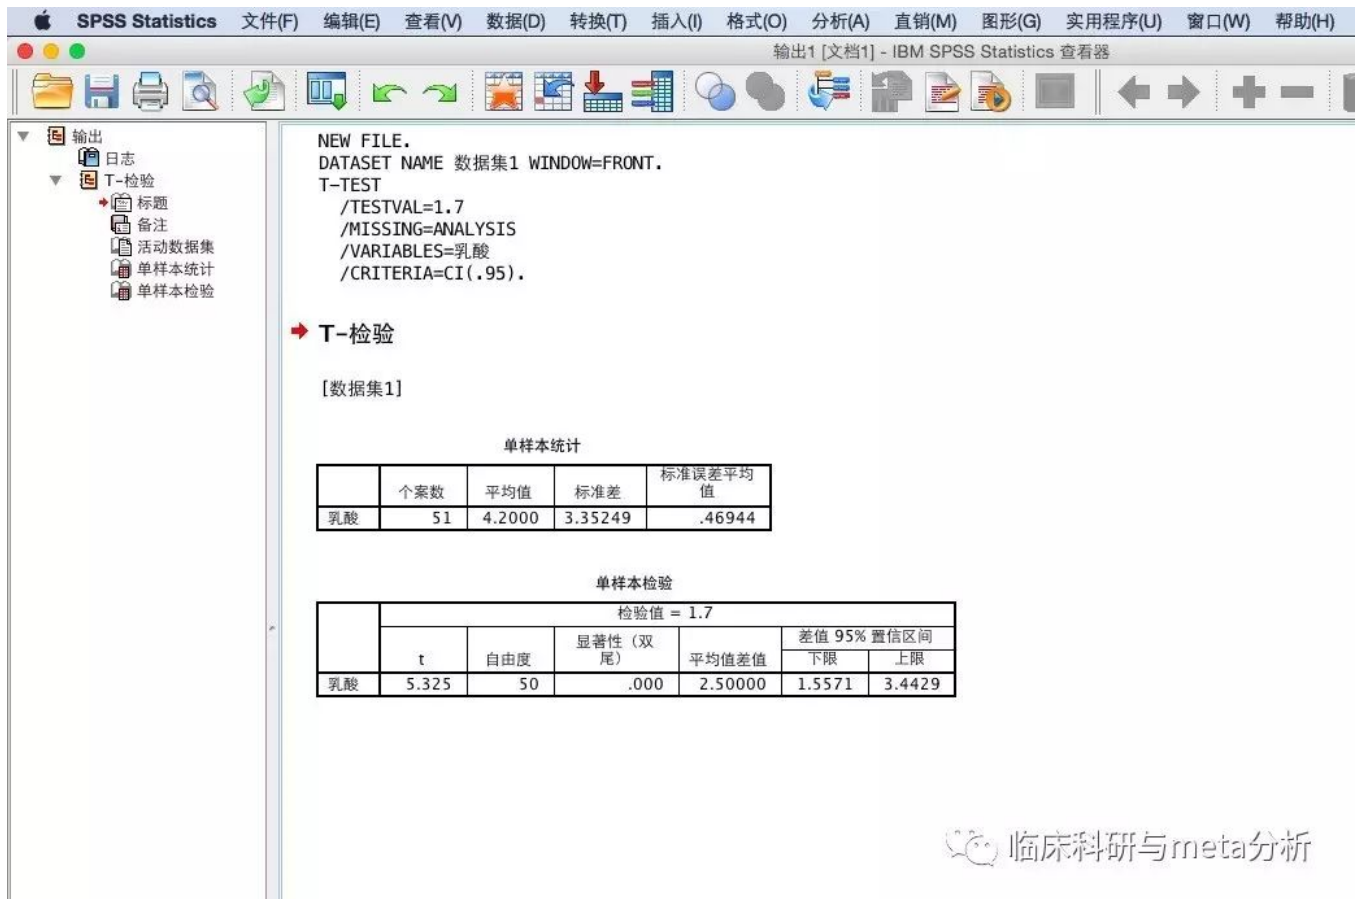 SPSS Statistics 文件(F) 编辑(E) 查看(V) 数据(D) 转换(T) 插入(I) 格式(O) 分析(A) 直销(M) 图形(G) 实用程序(U) 窗口(W) 帮助(H)
输出1 [文档1] - IBM SPSS Statistics 查看器
输出
日志
T-检验
标题
备注
活动数据集
单样本统计
单样本检验
NEW FILE.
DATASET NAME 数据集1 WINDOW=FRONT.
T-TEST
/TESTVAL=1.7
/MISSING=ANALYSIS
/VARIABLES=乳酸
/CRITERIA=CI(.95).
T-检验
[数据集1]
单样本统计
个案数 平均值 标准差 标准误差平均
值
乳酸 51 4.2000 3.35249 .46944
单样本检验
检验值 = 1.7
t 自由度 显著性（双
尾） 平均值差值 差值 95% 置信区间
下限 上限
乳酸 5.325 50 .000 2.50000 1.5571 3.4429
临床科研与meta分析